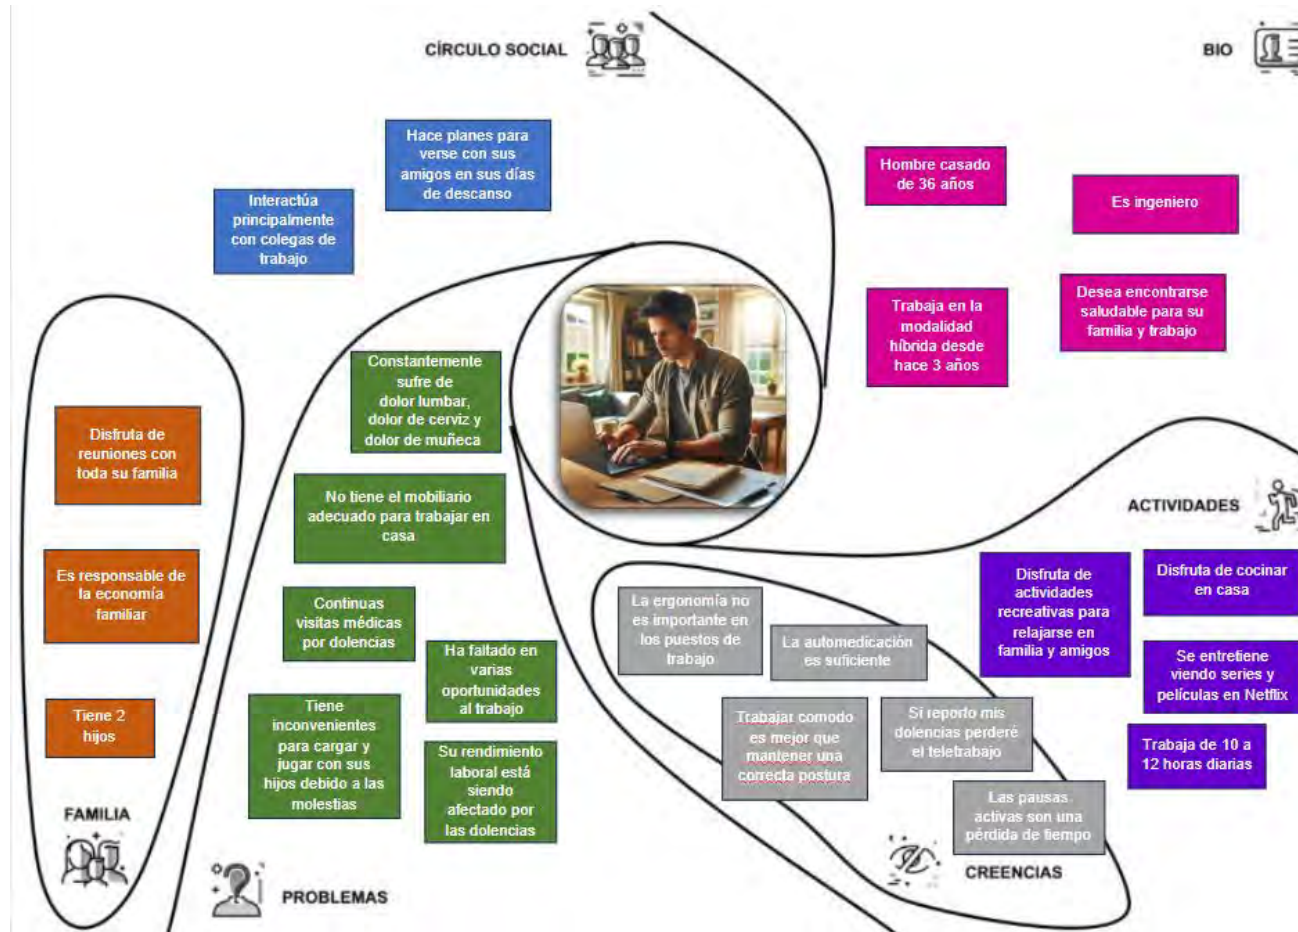 CÍRCULO SOCIAL
BIO
Hace planes para
verse con sus
amigos en sus días
de descanso
Interactúa
principalmente
con colegas de
trabajo
Hombre casado
de 36 años
Es ingeniero
Trabaja en la
modalidad
híbrida desde
hace 3 años
Desea encontrarse
saludable para su
familia y trabajo
Disfruta de
reuniones con
toda su familia
Es responsable de
la economía
familiar
Tiene 2
hijos
FAMILIA
Constantemente
sufre de
dolor lumbar,
dolor de cerviz y
dolor de muñeca
No tiene el mobiliario
adecuado para trabajar en
casa
Continuas
visitas médicas
por dolencias
Ha faltado en
varias
oportunidades
al trabajo
Tiene
inconvenientes
para cargar y
jugar con sus
hijos debido a las
molestias
Su rendimiento
laboral está
siendo
afectado por
las dolencias
PROBLEMAS
La ergonomía no
es importante en
los puestos de
trabajo
La automedicación
es suficiente
Trabajar comodo
es mejor que
mantener una
correcta postura
Si reporto mis
dolencias perderé
el teletrabajo
Las pausas
activas son una
pérdida de tiempo
CREENCIAS
ACTIVIDADES
Disfruta de
actividades
recreativas para
relajarse en
familia y amigos
Disfruta de cocinar
en casa
Se entretiene
viendo series y
películas en Netflix
Trabaja de 10 a
12 horas diarias